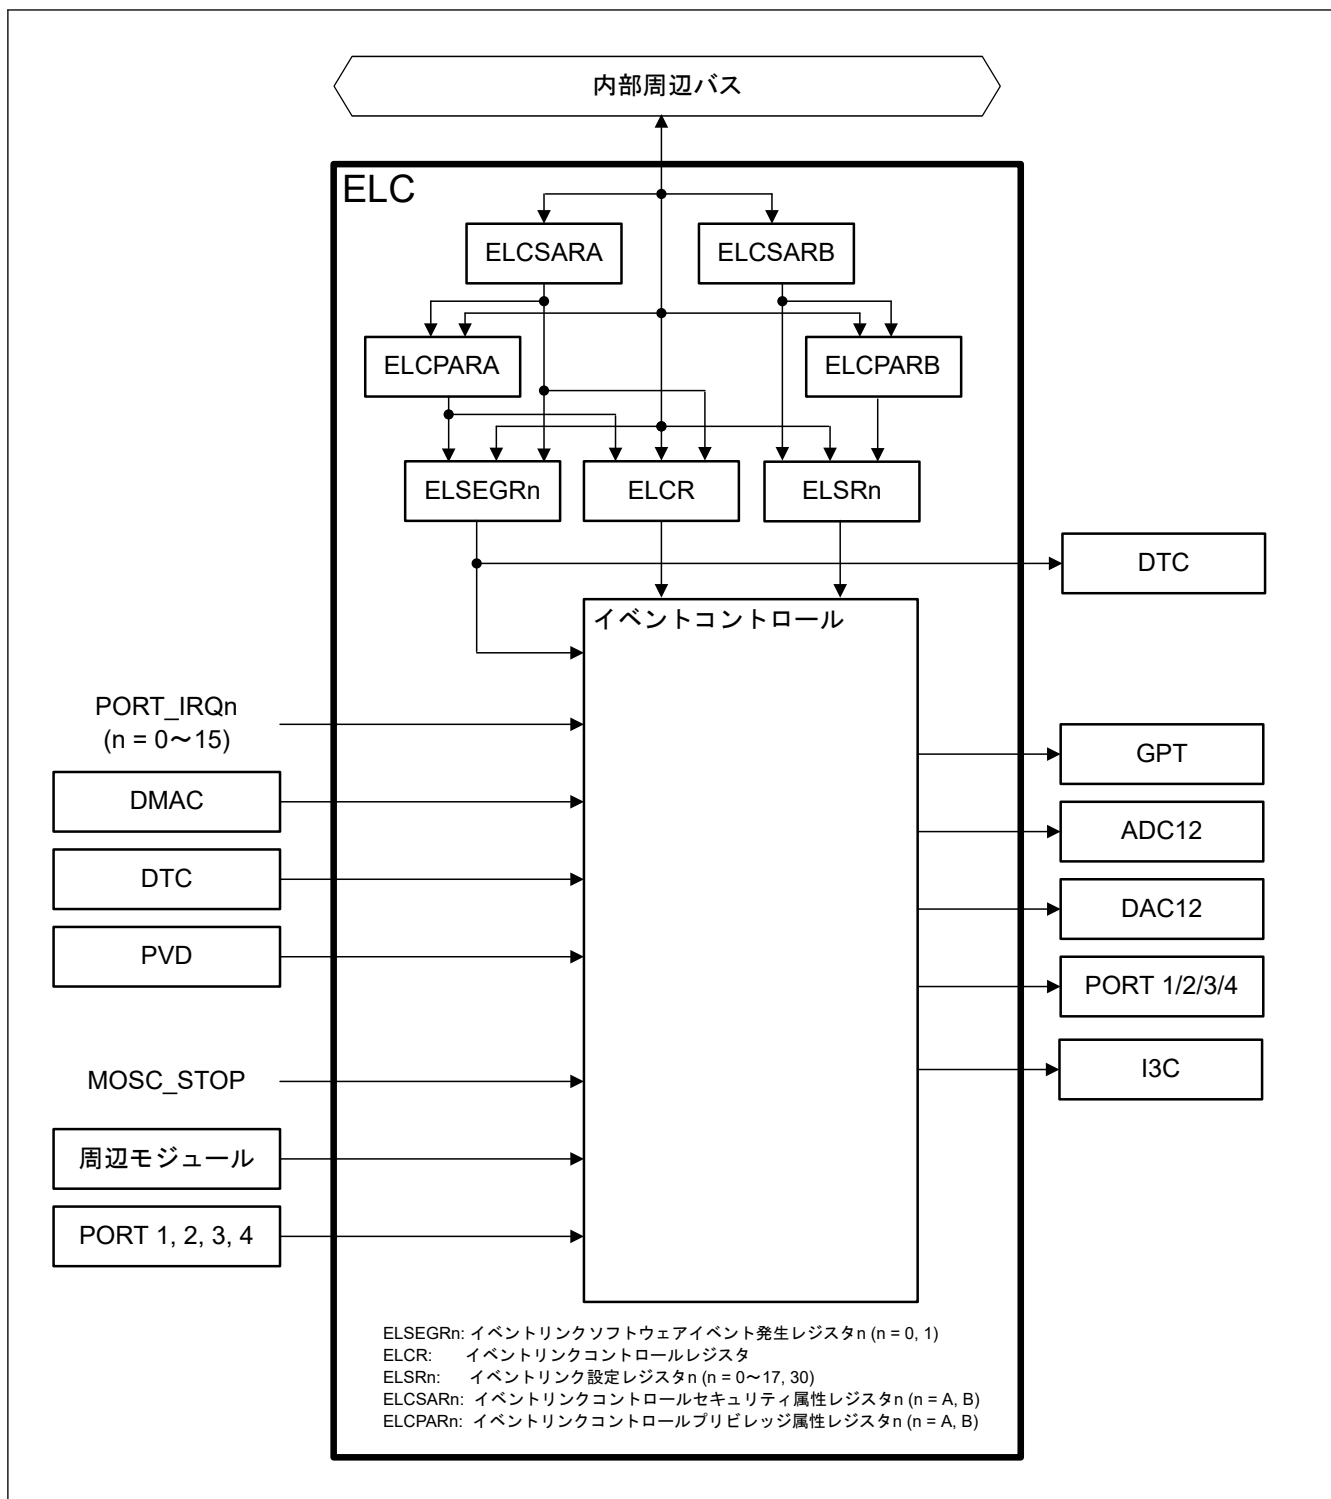 内部周辺バス
ELC
ELCSARA
ELCSARB
ELCPARA
ELCPARB
ELSEGRn
ELCR
ELSRn
DTC
イベントコントロール
PORT_IRQn
(n = 0～15)
GPT
DMAC
ADC12
DTC
DAC12
PVD
PORT 1/2/3/4
I3C
MOSC_STOP
周辺モジュール
PORT 1, 2, 3, 4
ELSEGRn: イベントリンクソフトウェアイベント発生レジスタn (n = 0, 1)
ELCR: イベントリンクコントロールレジスタ
ELSRn: イベントリンク設定レジスタn (n = 0～17, 30)
ELCSARn: イベントリンクコントロールセキュリティ属性レジスタn (n = A, B)
ELCPARn: イベントリンクコントロールプリビレッジ属性レジスタn (n = A, B)